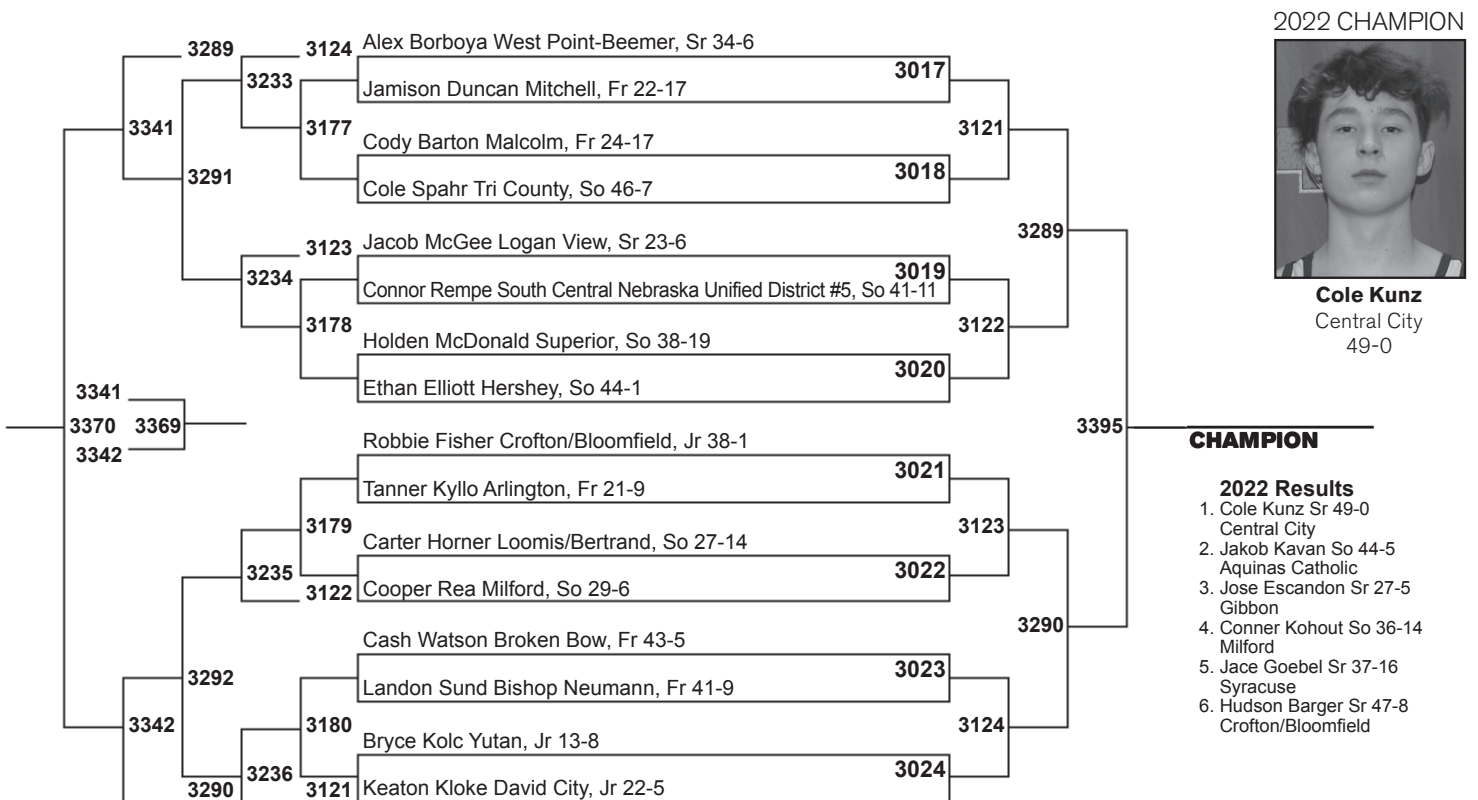 2022 CHAMPION
3289 3124 Alex Borboya West Point-Beemer, Sr 34-6
3017
3233
Jamison Duncan Mitchell, Fr 22-17
3341 3177 3121
Cody Barton Malcolm, Fr 24-17
3018
3291
Cole Spahr Tri County, So 46-7
3289
3123 Jacob McGee Logan View, Sr 23-6
3234 3019
Connor Rempe South Central Nebraska Unified District #5, So 41-11
3178 3122
Holden McDonald Superior, So 38-19
3020
Ethan Elliott Hershey, So 44-1
Cole Kunz
Central City
49-0
3341
3370 3369
3342
3395
CHAMPION
Robbie Fisher Crofton/Bloomfield, Jr 38-1
3021
Tanner Kyllo Arlington, Fr 21-9
3179 3123
Carter Horner Loomis/Bertrand, So 27-14
3235 3022
3122 Cooper Rea Milford, So 29-6
3290
Cash Watson Broken Bow, Fr 43-5
3023
3292
Landon Sund Bishop Neumann, Fr 41-9
3342 3180 3124
Bryce Kolc Yutan, Jr 13-8
3236 3024
3290 3121 Keaton Kloke David City, Jr 22-5
2022 Results
1. Cole Kunz Sr 49-0
Central City
2. Jakob Kavan So 44-5
Aquinas Catholic
3. Jose Escandon Sr 27-5
Gibbon
4. Conner Kohout So 36-14
Milford
5. Jace Goebel Sr 37-16
Syracuse
6. Hudson Barger Sr 47-8
Crofton/Bloomfield